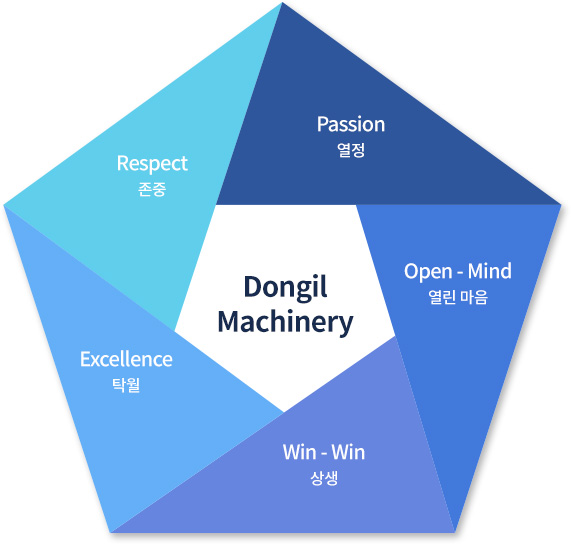 Passion
열정
Respect
존중
Open - Mind
열린 마음
Dongil
Machinery
Excellence
탁월
Win - Win
상생